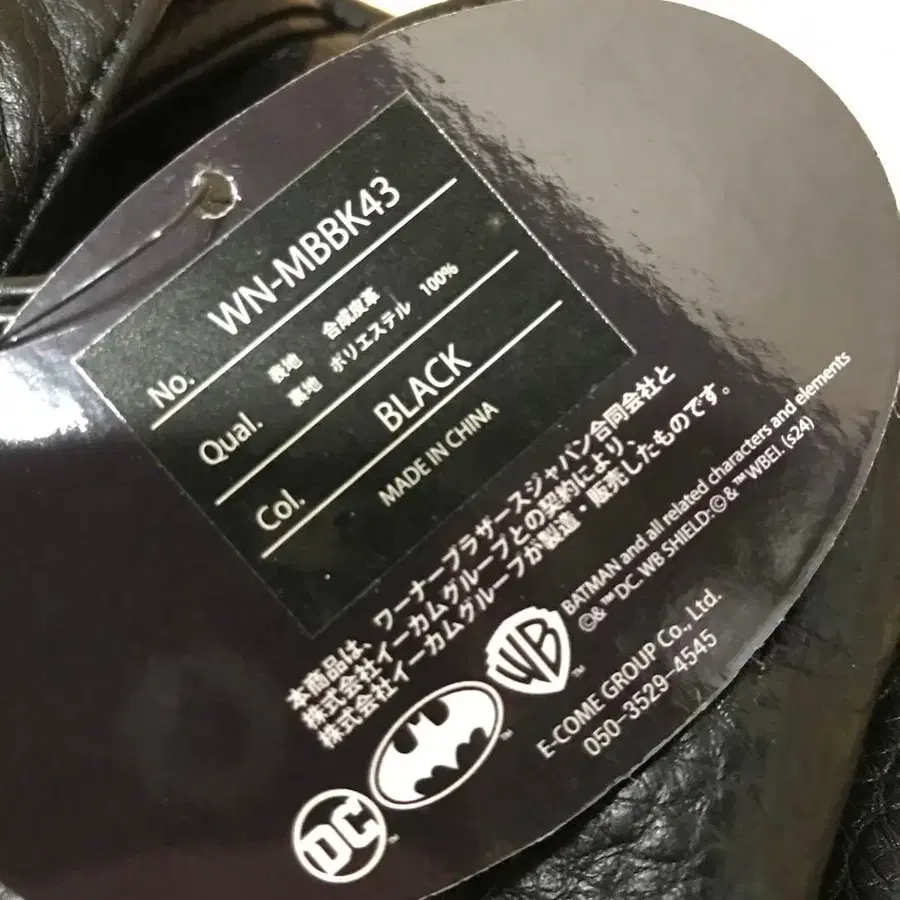 No. WN-MBBK43
Qual. 表地 合成皮革
裏地 ポリエステル 100%
Col. BLACK
MADE IN CHINA
本商品は、ワーナーブラザースジャパン合同会社と
株式会社イーカムグループとの契約により、
株式会社イーカムグループが製造・販売したものです。
DC
™
™
WB
™
BATMAN and all related characters and elements
©& ™ DC. WB SHIELD: ©& ™ WBEI. (s24)
E-COME GROUP Co., Ltd.
050-3529-4545